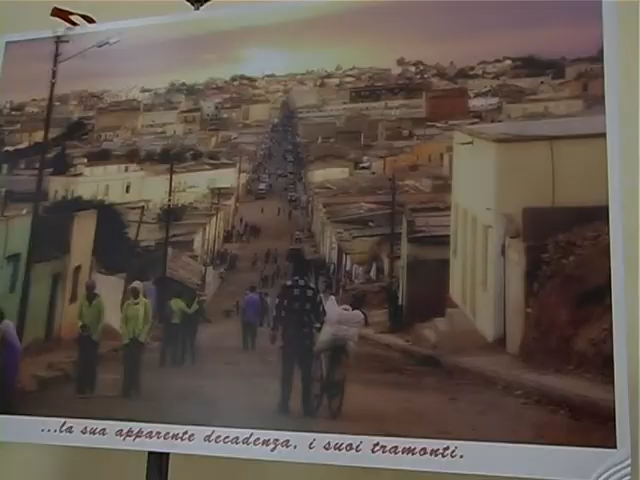 ...la sua apparente decadenza, i suoi tramonti.